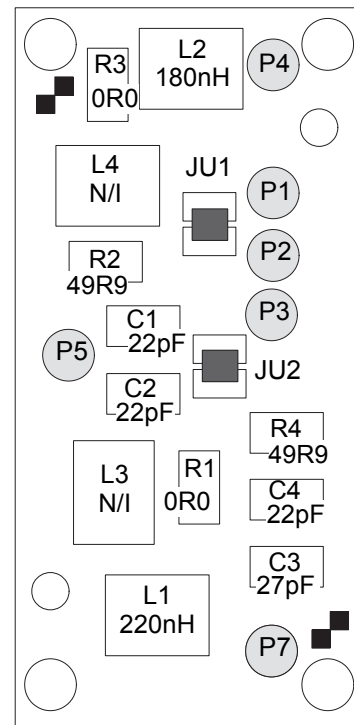 L2
180nH
P4
R3
0R0
L4
N/I
JU1
P1
R2
49R9
P2
C1
22pF
P3
P5
JU2
C2
22pF
R4
49R9
L3
N/I
R1
0R0
C4
22pF
C3
27pF
L1
220nH
P7